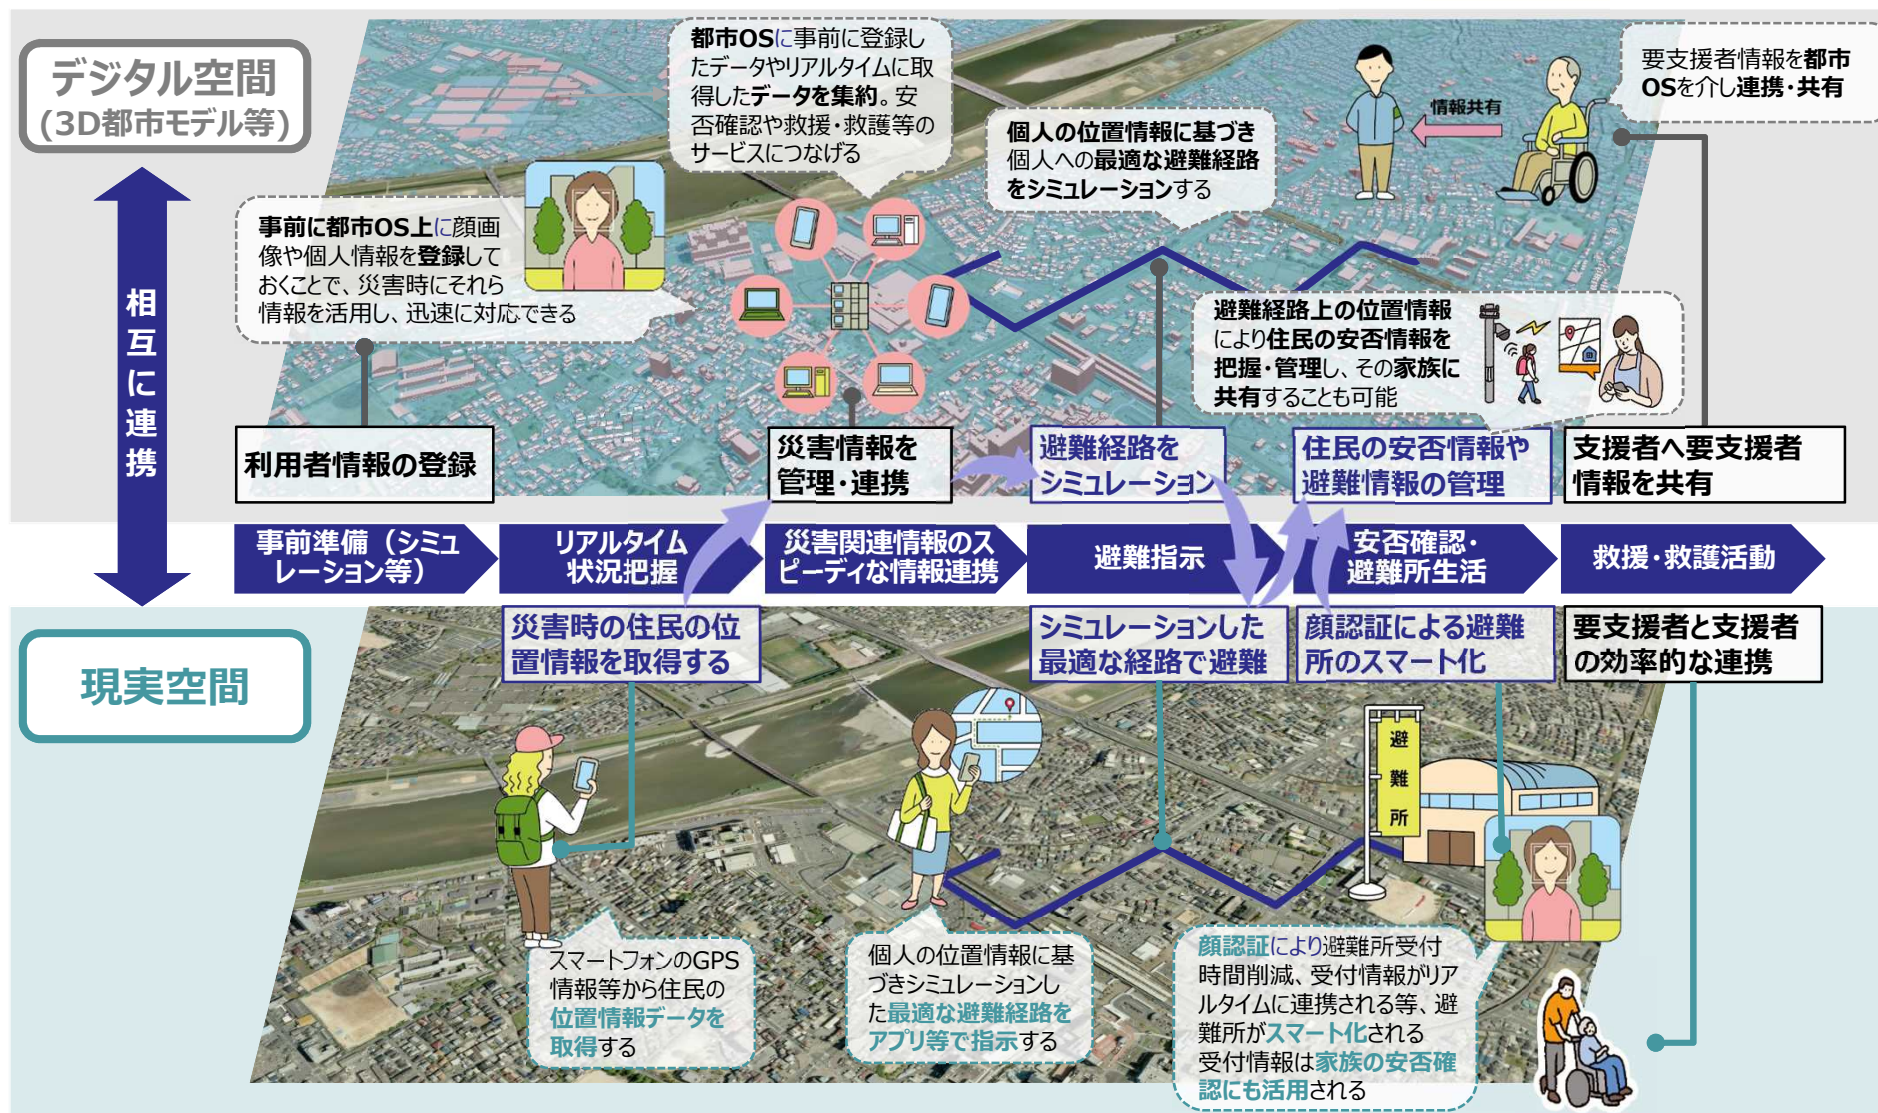 デジタル空間
(3D都市モデル等)
相互に連携
都市OSに事前に登録し
たデータやリアルタイムに取
得したデータを集約。安
否確認や救援・救護等の
サービスにつなげる
事前に都市OS上に顔画
像や個人情報を登録して
おくことで、災害時にそれら
情報を活用し、迅速に対応できる
個人の位置情報に基づき
個人への最適な避難経路
をシミュレーションする
情報共有
要支援者情報を都市
OSを介し連携・共有
避難経路上の位置情報
により住民の安否情報を
把握・管理し、その家族に
共有することも可能
利用者情報の登録
災害情報を
管理・連携
避難経路を
シミュレーション
住民の安否情報や
避難情報の管理
支援者へ要支援者
情報を共有
事前準備（シミュ
レーション等）
リアルタイム
状況把握
災害関連情報のス
ピーディな情報連携
避難指示
安否確認・
避難所生活
救援・救護活動
現実空間
災害時の住民の位
置情報を取得する
シミュレーションした
最適な経路で避難
顔認証による避難
所のスマート化
要支援者と支援者
の効率的な連携
避難所
スマートフォンのGPS
情報等から住民の
位置情報データを
取得する
個人の位置情報に基
づきシミュレーションし
た最適な避難経路を
アプリ等で指示する
顔認証により避難所受付
時間削減、受付情報がリア
ルタイムに連携される等、避
難所がスマート化される
受付情報は家族の安否確
認にも活用される